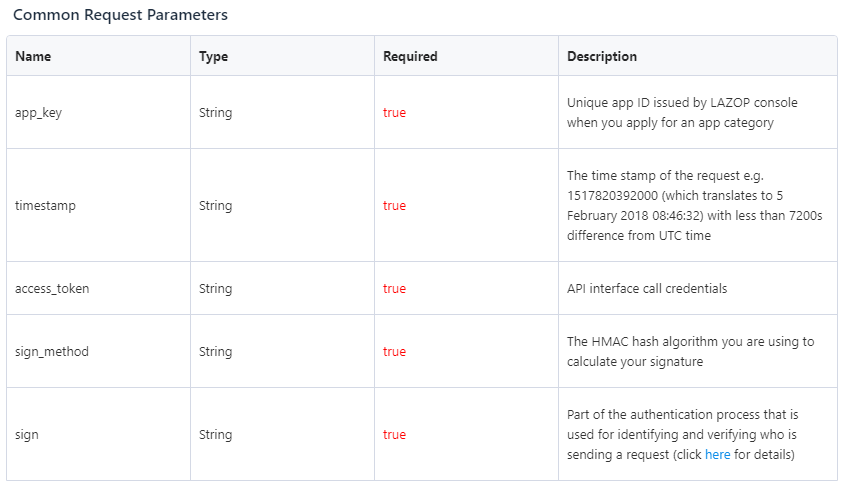 Common Request Parameters
Name Type Required Description
app_key String true Unique app ID issued by LAZOP console
when you apply for an app category
timestamp String true The time stamp of the request e.g.
1517820392000 (which translates to 5
February 2018 08:46:32) with less than 7200s
difference from UTC time
access_token String true API interface call credentials
sign_method String true The HMAC hash algorithm you are using to
calculate your signature
sign String true Part of the authentication process that is
used for identifying and verifying who is
sending a request (click here for details)